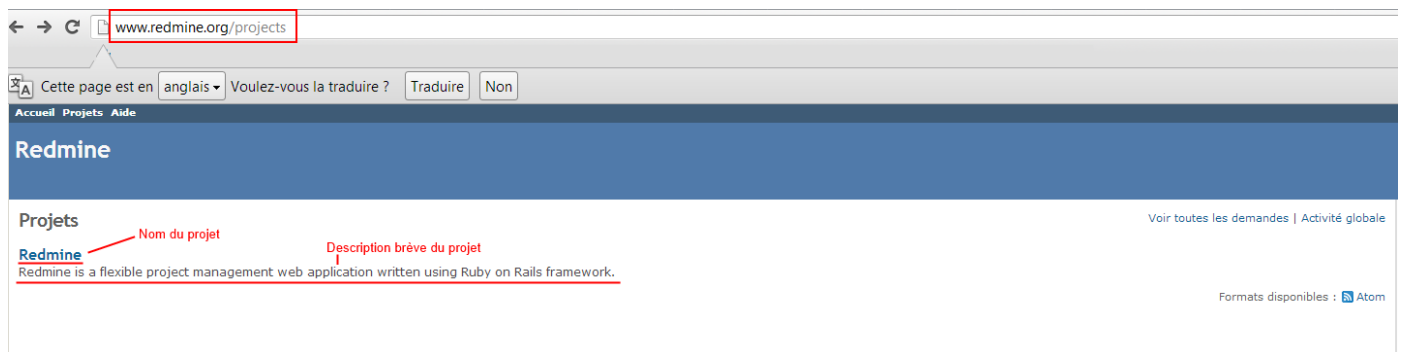 www.redmine.org/projects
Cette page est en anglais Voulez-vous la traduire ? Traduire Non
Accueil Projets Aide
Redmine
Projets
Voir toutes les demandes | Activité globale
Nom du projet
Redmine
Description brève du projet
Redmine is a flexible project management web application written using Ruby on Rails framework.
Formats disponibles : Atom